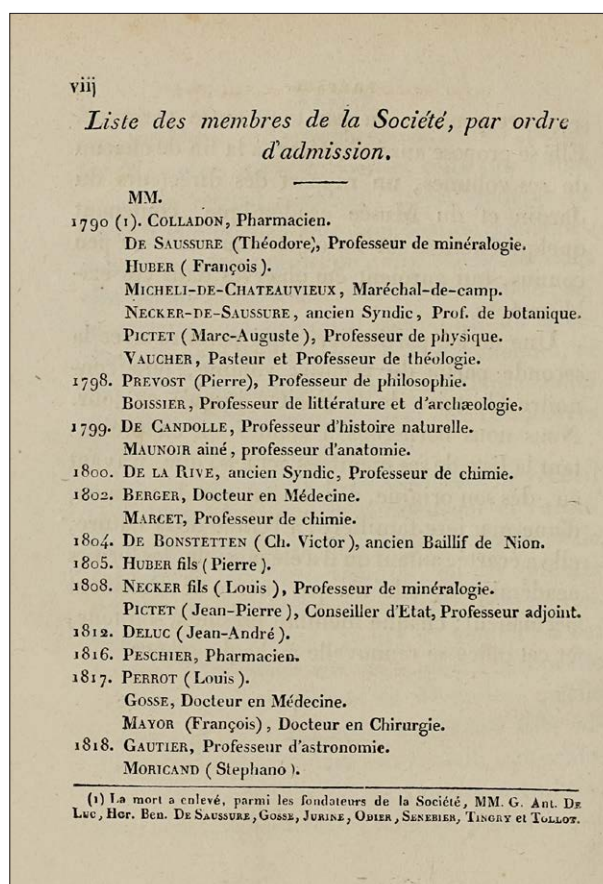 viij
Liste des membres de la Société, par ordre
d'admission.
MM.
1790 (1). COLLADON, Pharmacien.
DE SAUSSURE (Théodore), Professeur de minéralogie.
HUBER ( François ).
MICHELI-DE-CHATEAUVIEUX, Maréchal-de-camp.
NECKER-DE-SAUSSURE, ancien Syndic, Prof. de botanique.
PICTET ( Marc-Auguste ), Professeur de physique.
VAUCHER, Pasteur et Professeur de théologie.
1798. PREVOST (Pierre), Professeur de philosophie.
BOISSIER, Professeur de littérature et d'archæologie.
1799. DE CANDOLLE, Professeur d'histoire naturelle.
MAUNOIR ainé, professeur d'anatomie.
1800. DE LA RIVE, ancien Syndic, Professeur de chimie.
1802. BERGER, Docteur en Médecine.
MARCET, Professeur de chimie.
1804. DE BONSTETTEN ( Ch. Victor ), ancien Baillif de Nion.
1805. HUBER fils ( Pierre ).
1808. NECKER fils ( Louis ), Professeur de minéralogie.
PICTET ( Jean-Pierre ), Conseiller d'Etat, Professeur adjoint.
1812. DELUC ( Jean-André ).
1816. PESCHIER, Pharmacien.
1817. PERROT ( Louis ).
GOSSE, Docteur en Médecine.
MAYOR (François), Docteur en Chirurgie.
1818. GAUTIER, Professeur d'astronomie.
MORICAND ( Stephano ).
(1) La mort a enlevé, parmi les fondateurs de la Société, MM. G. Ant. DE
LUC, Hor. Ben. DE SAUSSURE, GOSSE, JURINE, ODIER, SENEBIER, TINGRY et TOLLOT.